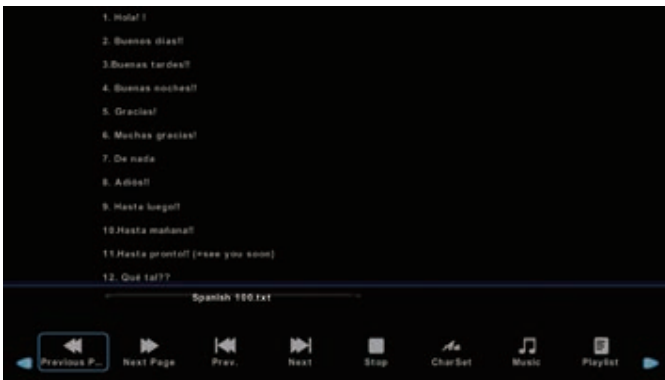 1. Hola! !
2. Buenos días!!
3.Buenas tardes!!
4. Buenas noches!!
5. Gracias!
6. Muchas gracias!
7. De nada
8. Adiós!!
9. Hasta luego!!
10.Hasta mañana!!
11.Hasta pronto!! (=see you soon)
12. Qué tal??
Spanish 100.txt
Previous P... Next Page Prev. Next Stop CharSet Music Playlist